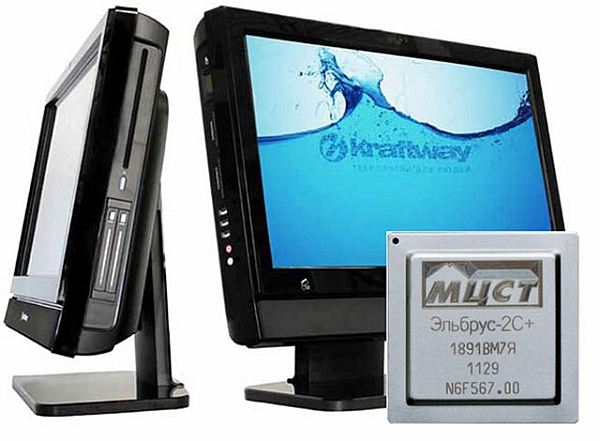 kraftway
ТЕХНОЛОГИИ ДЛЯ ЛЮДЕЙ
МЦСТ
Эльбрус-2С+
1891ВМ7Я
1129
N6F567.00